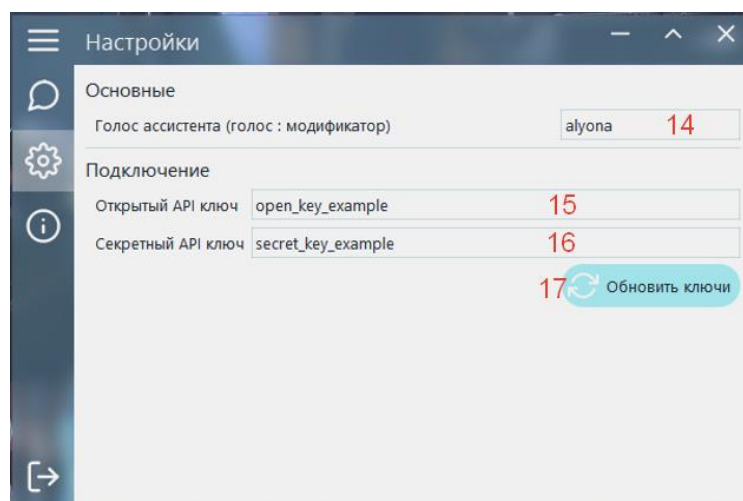 Настройки
Основные
Голос ассистента (голос : модификатор) alyona 14
Подключение
Открытый API ключ open_key_example 15
Секретный API ключ secret_key_example 16
17 Обновить ключи